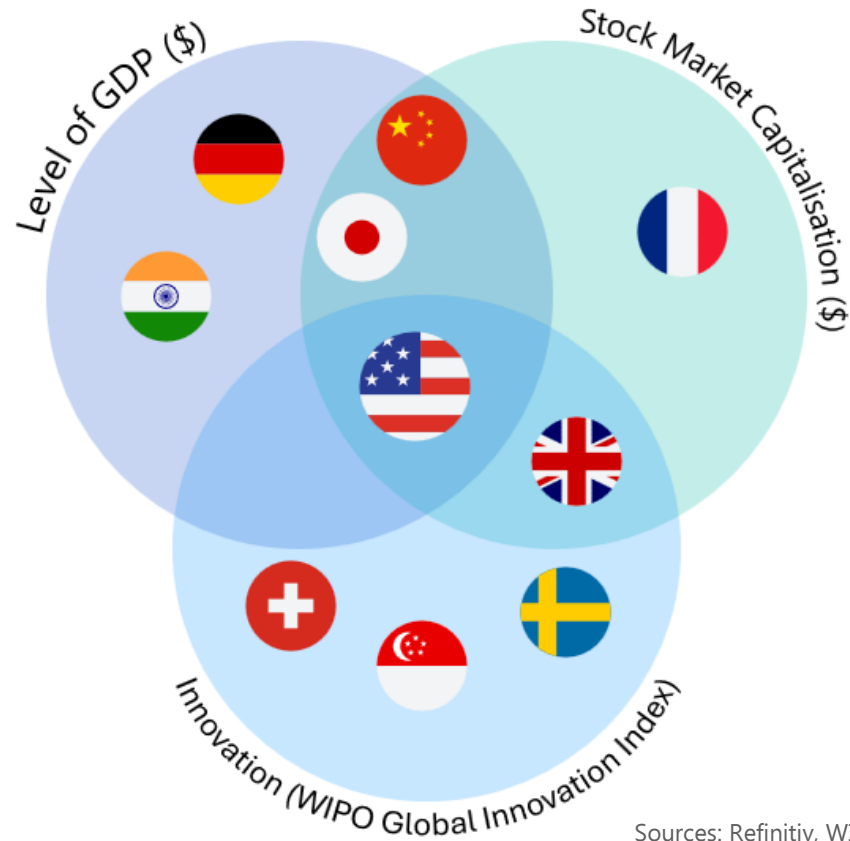 Level of GDP ($)
Stock Market Capitalisation ($)
Innovation (WIPO Global Innovation Index)
Sources: Refinitiv,